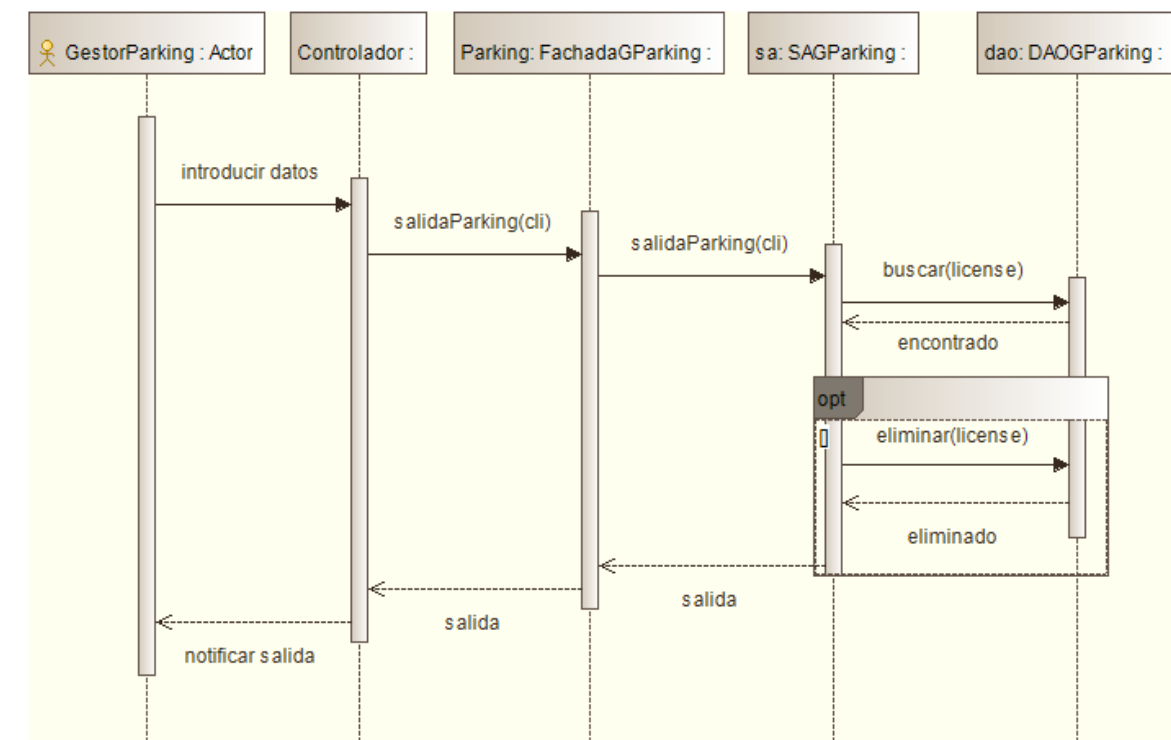 GestorParking : Actor
Controlador :
Parking: FachadaGParking :
sa: SAGParking :
dao: DAOGParking :
introducir datos
salidaParking(cli)
salidaParking(cli)
buscar(license)
encontrado
opt
[]
eliminar(license)
eliminado
salida
salida
notificar salida